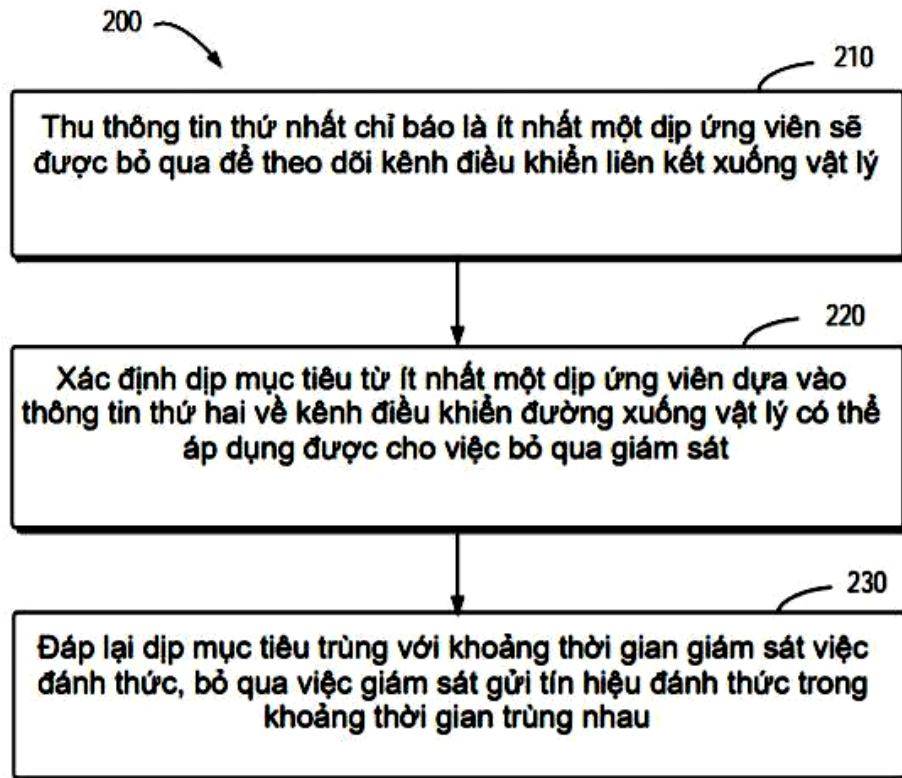 200
210
Thu thông tin thứ nhất chỉ báo là ít nhất một dịp ứng viên sẽ
được bỏ qua để theo dõi kênh điều khiển liên kết xuống vật lý
220
Xác định dịp mục tiêu từ ít nhất một dịp ứng viên dựa vào
thông tin thứ hai về kênh điều khiển đường xuống vật lý có thể
áp dụng được cho việc bỏ qua giám sát
230
Đáp lại dịp mục tiêu trùng với khoảng thời gian giám sát việc
đánh thức, bỏ qua việc giám sát gửi tín hiệu đánh thức trong
khoảng thời gian trùng nhau